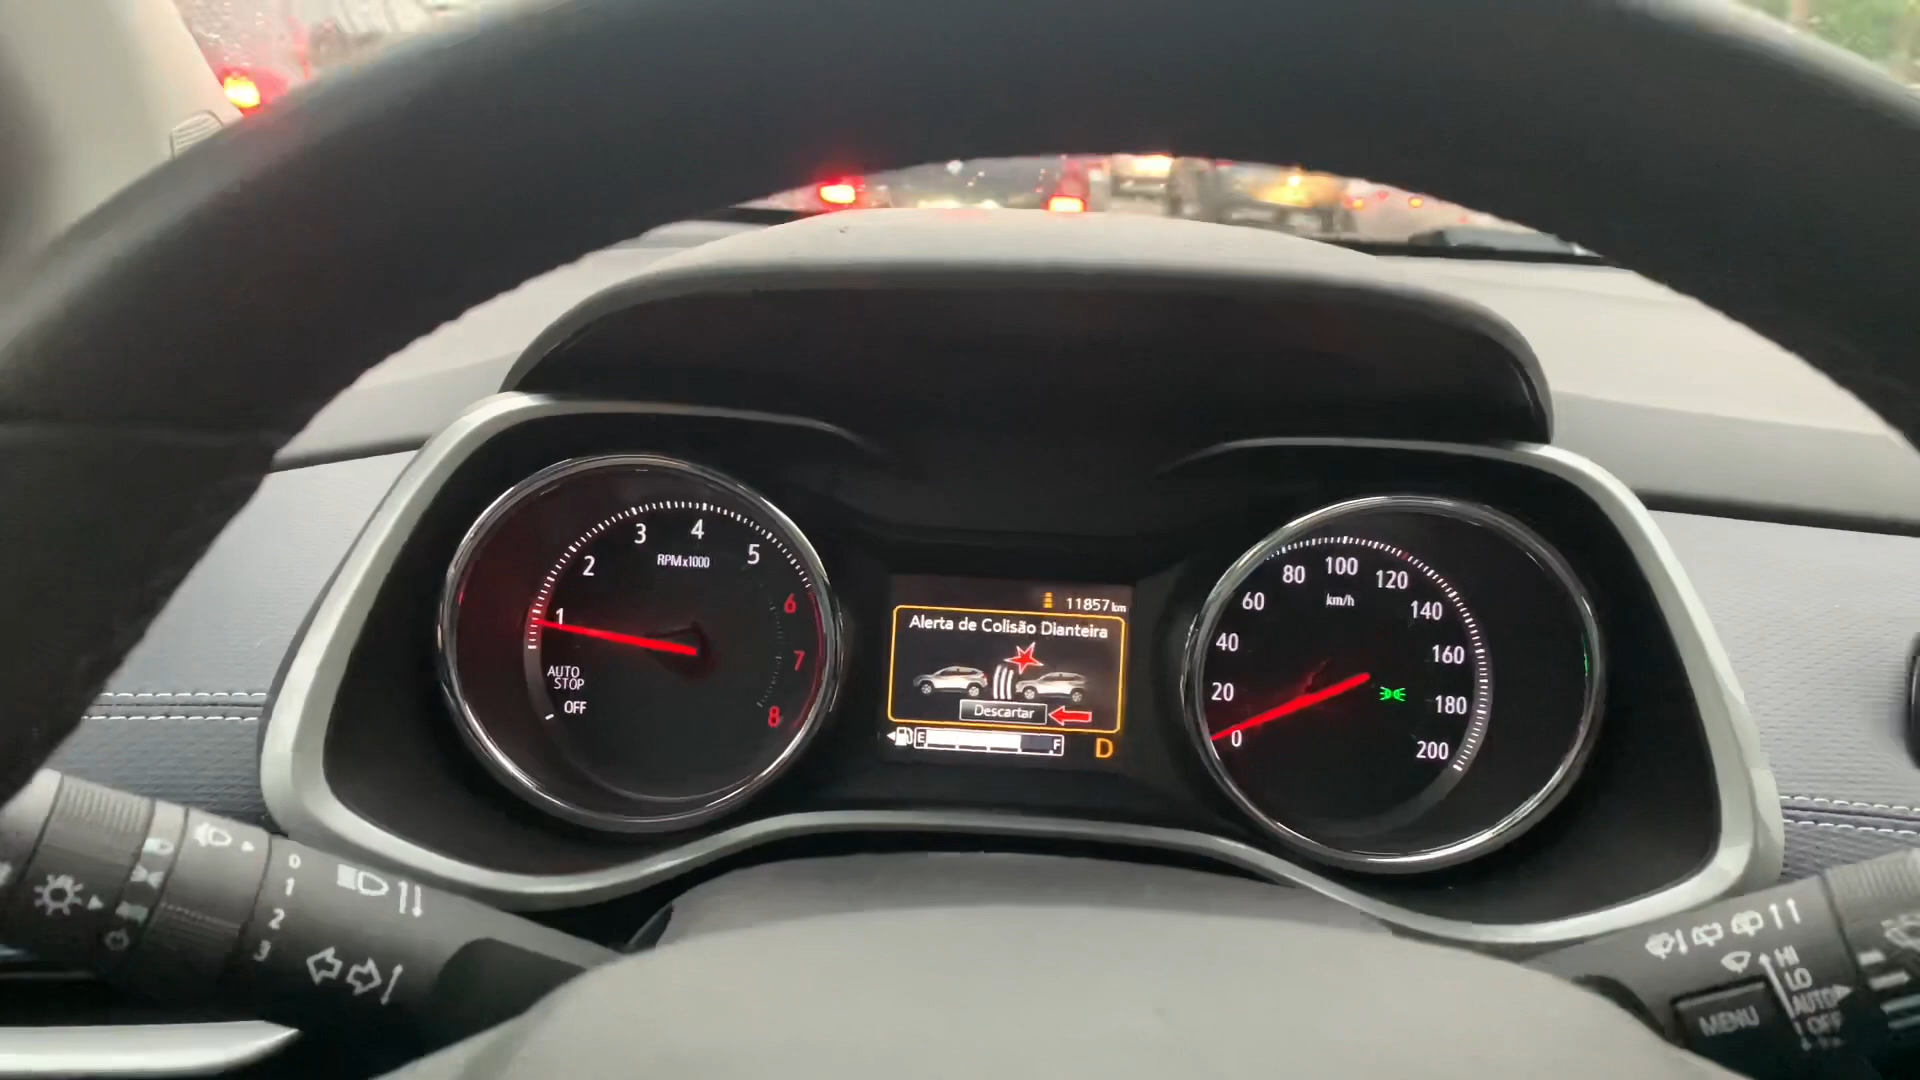 1
2
3
4
5
6
7
8
RPMx1000
AUTO
STOP
OFF
11857 km
Alerta de Colisão Dianteira
Descartar
E F
D
0
20
40
60
80
100
120
140
160
180
200
km/h
0
1
2
3
HI
LO
AUTO
OFF
MENU